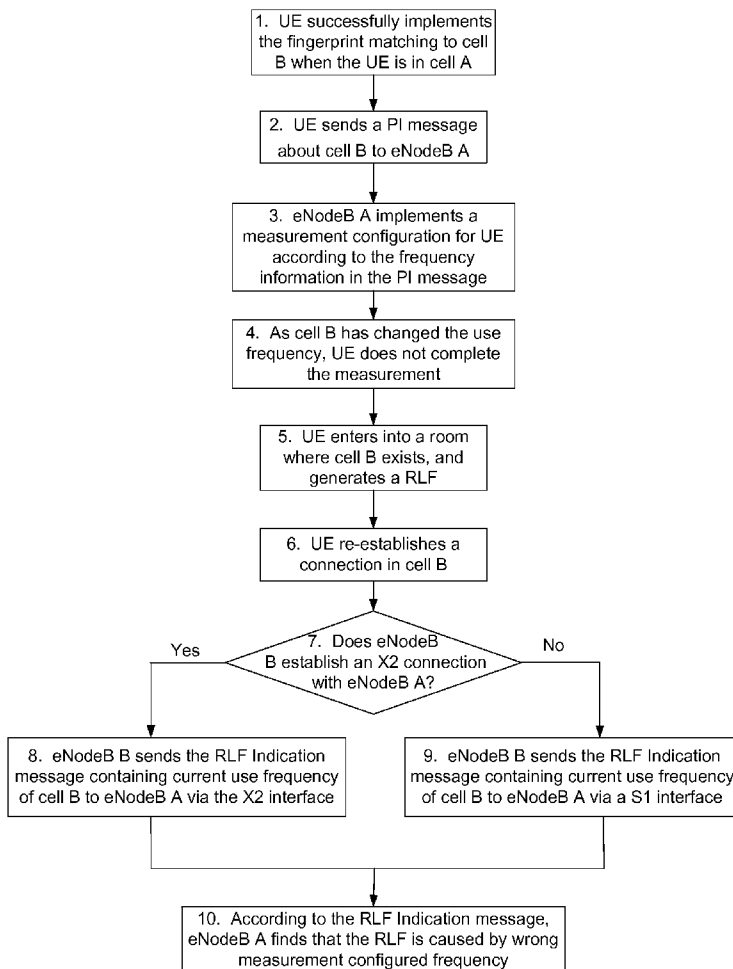 1. UE successfully implements
the fingerprint matching to cell
B when the UE is in cell A
2. UE sends a PI message
about cell B to eNodeB A
3. eNodeB A implements a
measurement configuration for UE
according to the frequency
information in the PI message
4. As cell B has changed the use
frequency, UE does not complete
the measurement
5. UE enters into a room
where cell B exists, and
generates a RLF
6. UE re-establishes a
connection in cell B
7. Does eNodeB
B establish an X2 connection
with eNodeB A?
Yes
No
8. eNodeB B sends the RLF Indication
message containing current use frequency
of cell B to eNodeB A via the X2 interface
9. eNodeB B sends the RLF Indication
message containing current use frequency
of cell B to eNodeB A via a S1 interface
10. According to the RLF Indication message,
eNodeB A finds that the RLF is caused by wrong
measurement configured frequency